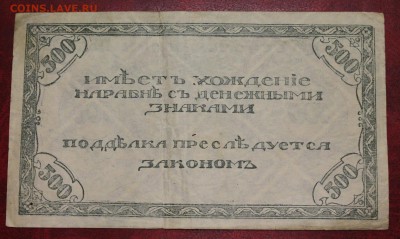 COINS.LAVE.RU
500 500
ИМѢЕТЪ ХОЖДЕНІЕ
НАРАВНѢ СЪ ДЕНЕЖНЫМИ
ЗНАКАМИ
ПОДДѢЛКА ПРЕСЛѢДУЕТСЯ
ЗАКОНОМЪ
500 500